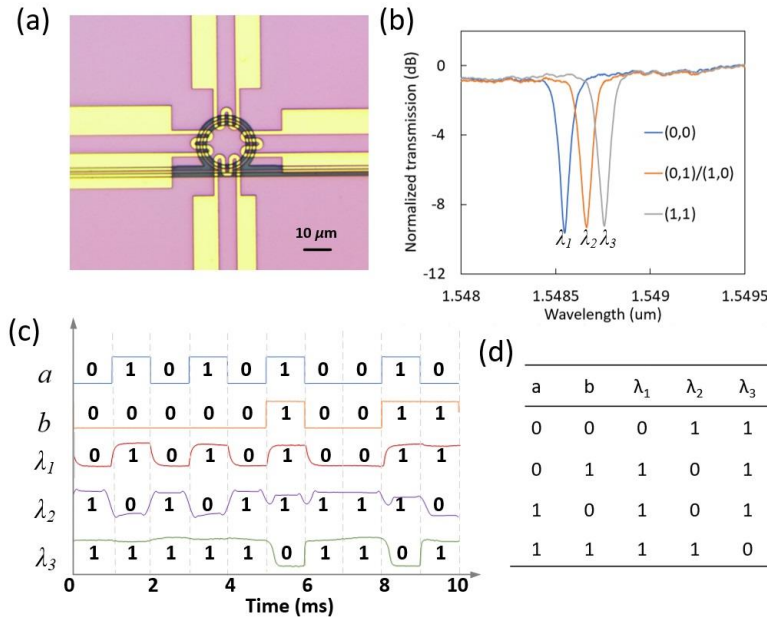 (a)
10 μm
(b)
Normalized transmission (dB)
0
-4
-8
-12
(0,0)
(0,1)/(1,0)
(1,1)
λ1 λ2 λ3
1.548 1.5485 1.549 1.5495
Wavelength (um)
(c)
a 0 1 0 1 0 1 0 0 1 0
b 0 0 0 0 0 1 0 0 1 1
λ1 0 1 0 1 0 1 0 0 1 1
λ2 1 0 1 0 1 1 1 1 1 0
λ3 1 1 1 1 1 0 1 1 0 1
0 2 4 6 8 10
Time (ms)
(d)
a b λ1 λ2 λ3
0 0 0 1 1
0 1 1 0 1
1 0 1 0 1
1 1 1 1 0